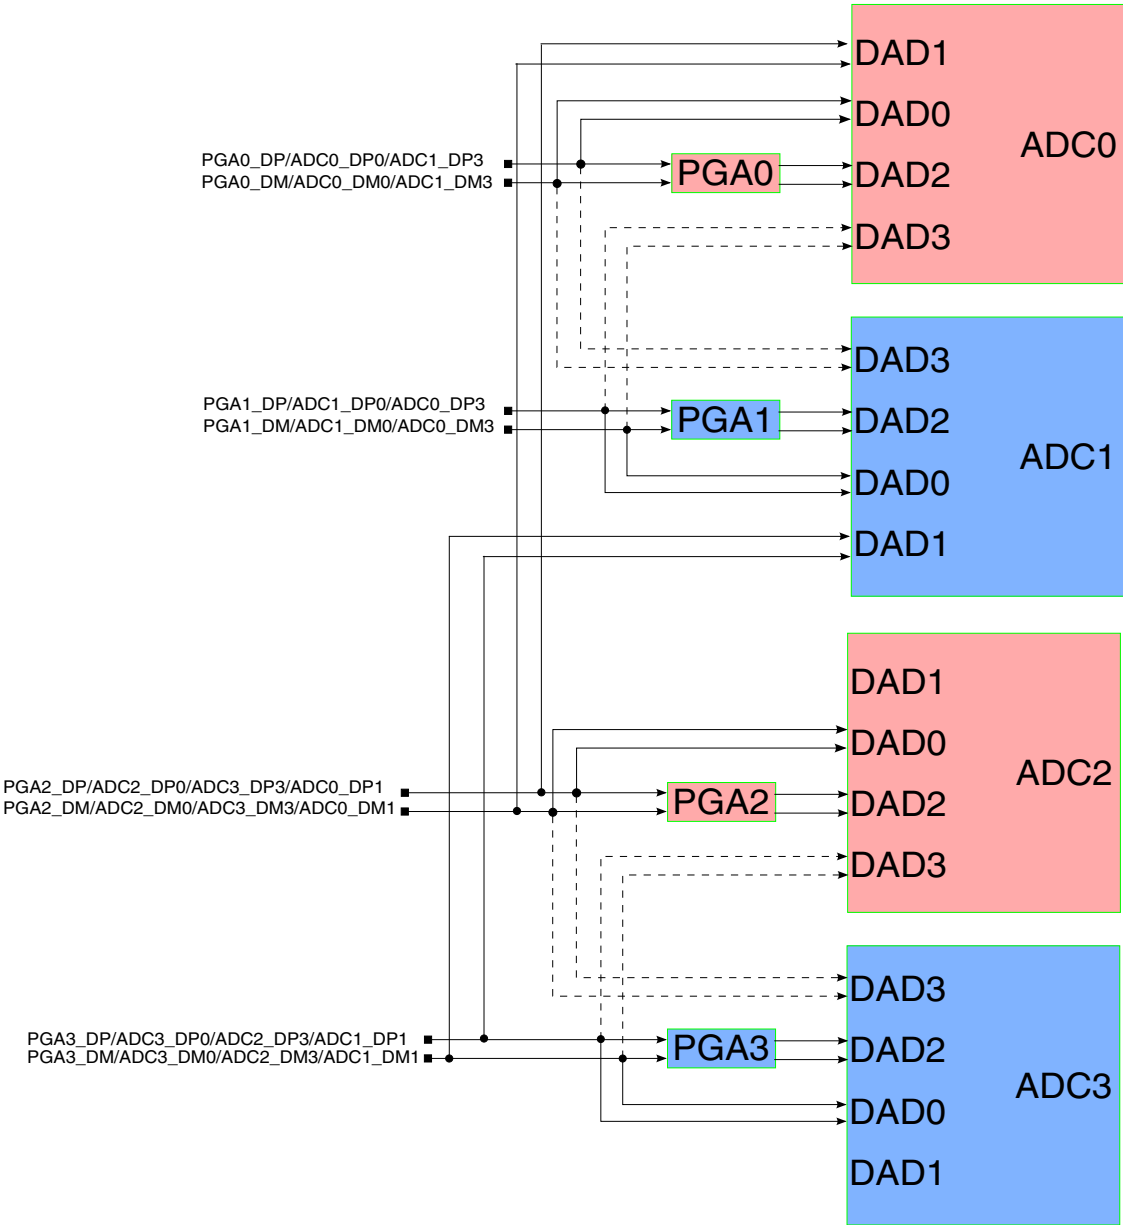 DAD1
DAD0
ADC0
PGA0_DP/ADC0_DP0/ADC1_DP3
PGA0_DM/ADC0_DM0/ADC1_DM3
PGA0
DAD2
DAD3
DAD3
PGA1_DP/ADC1_DP0/ADC0_DP3
PGA1_DM/ADC1_DM0/ADC0_DM3
PGA1
DAD2
ADC1
DAD0
DAD1
DAD1
DAD0
ADC2
PGA2_DP/ADC2_DP0/ADC3_DP3/ADC0_DP1
PGA2_DM/ADC2_DM0/ADC3_DM3/ADC0_DM1
PGA2
DAD2
DAD3
DAD3
PGA3_DP/ADC3_DP0/ADC2_DP3/ADC1_DP1
PGA3_DM/ADC3_DM0/ADC2_DM3/ADC1_DM1
PGA3
DAD2
ADC3
DAD0
DAD1